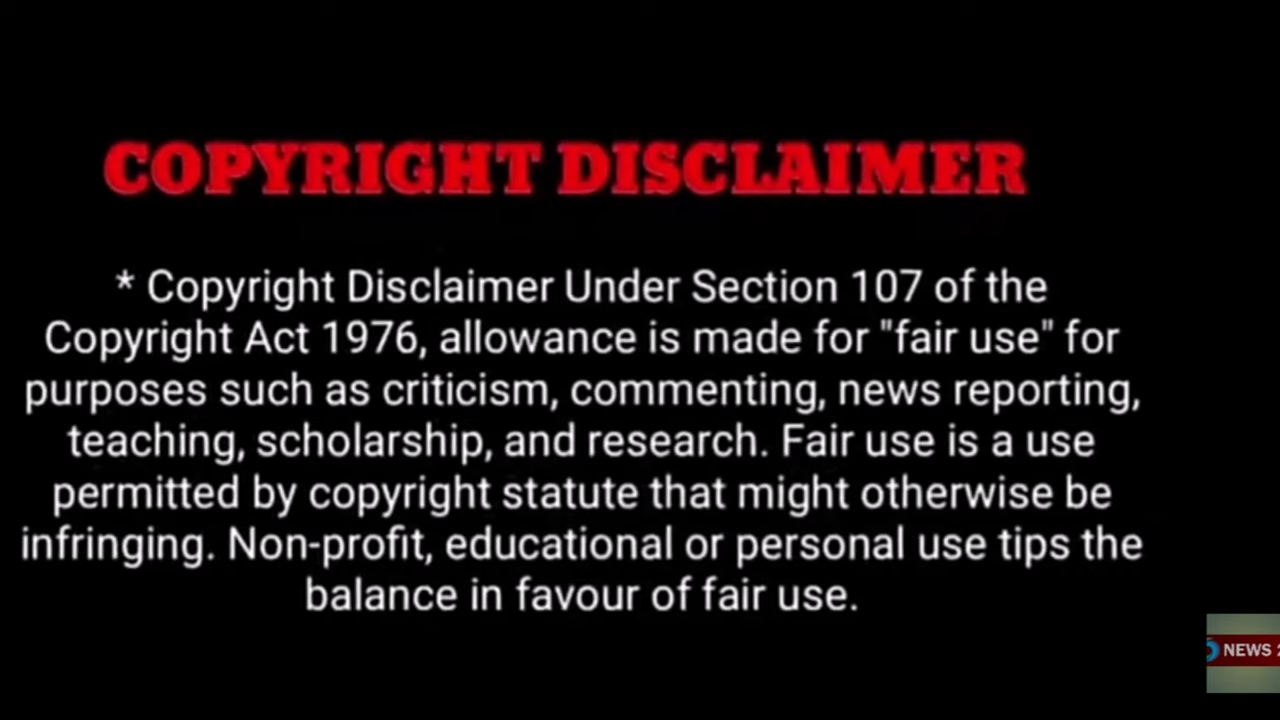 COPYRIGHT DISCLAIMER
* Copyright Disclaimer Under Section 107 of the
Copyright Act 1976, allowance is made for "fair use" for
purposes such as criticism, commenting, news reporting,
teaching, scholarship, and research. Fair use is a use
permitted by copyright statute that might otherwise be
infringing. Non-profit, educational or personal use tips the
balance in favour of fair use.
NEWS